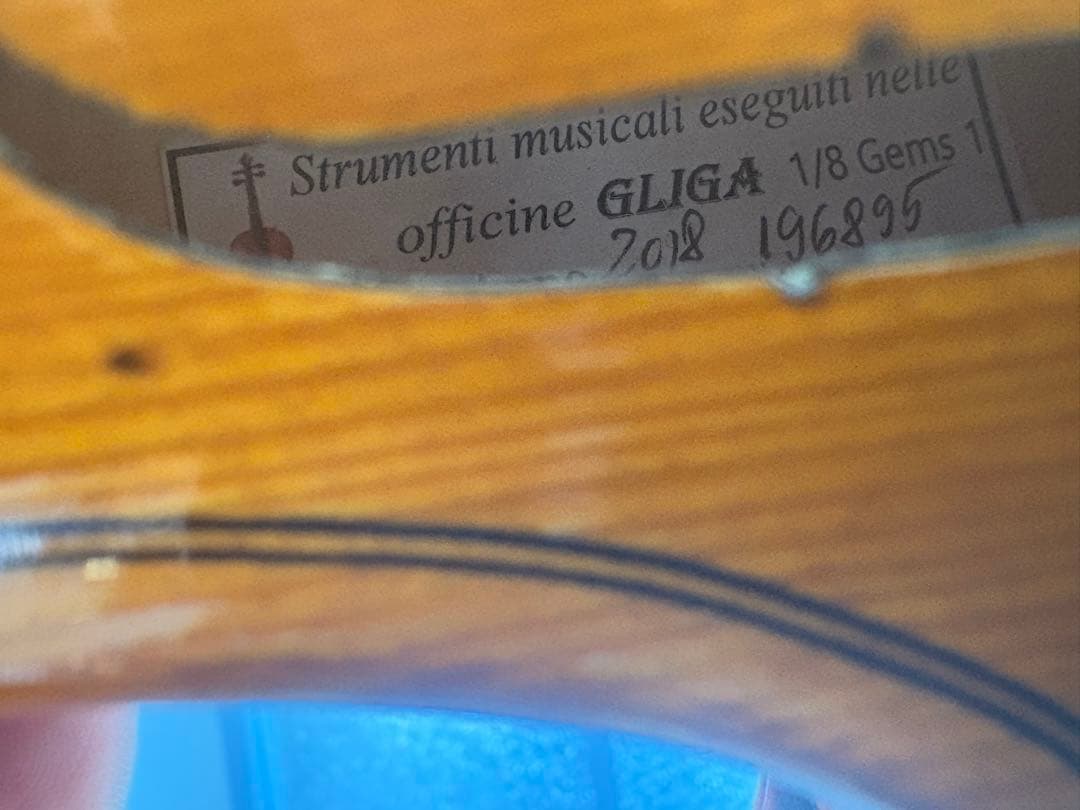 Strumenti musicali eseguiti nelle
officine GLIGA 1/8 Gems 1
2018 196895